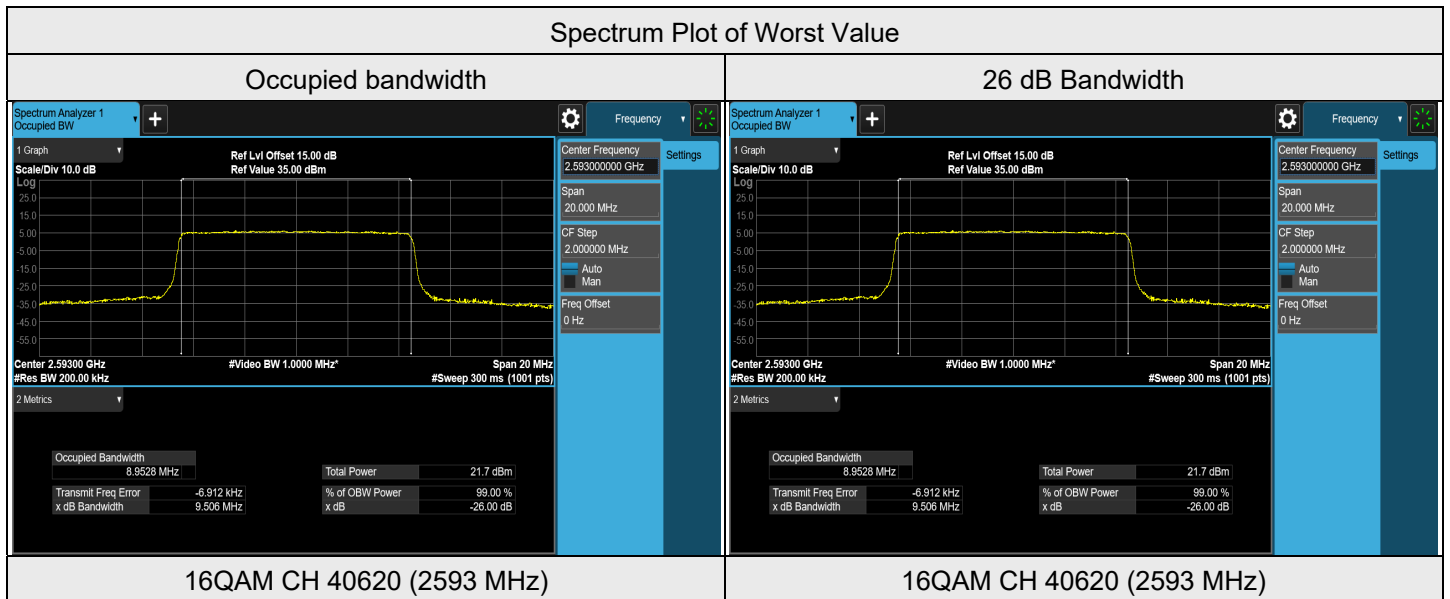 Spectrum Plot of Worst Value
Occupied bandwidth
26 dB Bandwidth
Spectrum Analyzer 1
Occupied BW
+
Frequency
1 Graph
Scale/Div 10.0 dB
Ref Lvl Offset 15.00 dB
Ref Value 35.00 dBm
Log
25.0
15.0
5.00
-5.00
-15.0
-25.0
-35.0
-45.0
-55.0
Center 2.59300 GHz
#Video BW 1.0000 MHz*
Span 20 MHz
#Res BW 200.00 kHz
#Sweep 300 ms (1001 pts)
Center Frequency
2.593000000 GHz
Settings
Span
20.000 MHz
CF Step
2.000000 MHz
Auto
Man
Freq Offset
0 Hz
2 Metrics
Occupied Bandwidth
8.9528 MHz
Total Power 21.7 dBm
Transmit Freq Error -6.912 kHz
% of OBW Power 99.00 %
x dB Bandwidth 9.506 MHz
x dB -26.00 dB
Spectrum Analyzer 1
Occupied BW
+
Frequency
1 Graph
Scale/Div 10.0 dB
Ref Lvl Offset 15.00 dB
Ref Value 35.00 dBm
Log
25.0
15.0
5.00
-5.00
-15.0
-25.0
-35.0
-45.0
-55.0
Center 2.59300 GHz
#Video BW 1.0000 MHz*
Span 20 MHz
#Res BW 200.00 kHz
#Sweep 300 ms (1001 pts)
Center Frequency
2.593000000 GHz
Settings
Span
20.000 MHz
CF Step
2.000000 MHz
Auto
Man
Freq Offset
0 Hz
2 Metrics
Occupied Bandwidth
8.9528 MHz
Total Power 21.7 dBm
Transmit Freq Error -6.912 kHz
% of OBW Power 99.00 %
x dB Bandwidth 9.506 MHz
x dB -26.00 dB
16QAM CH 40620 (2593 MHz)
16QAM CH 40620 (2593 MHz)